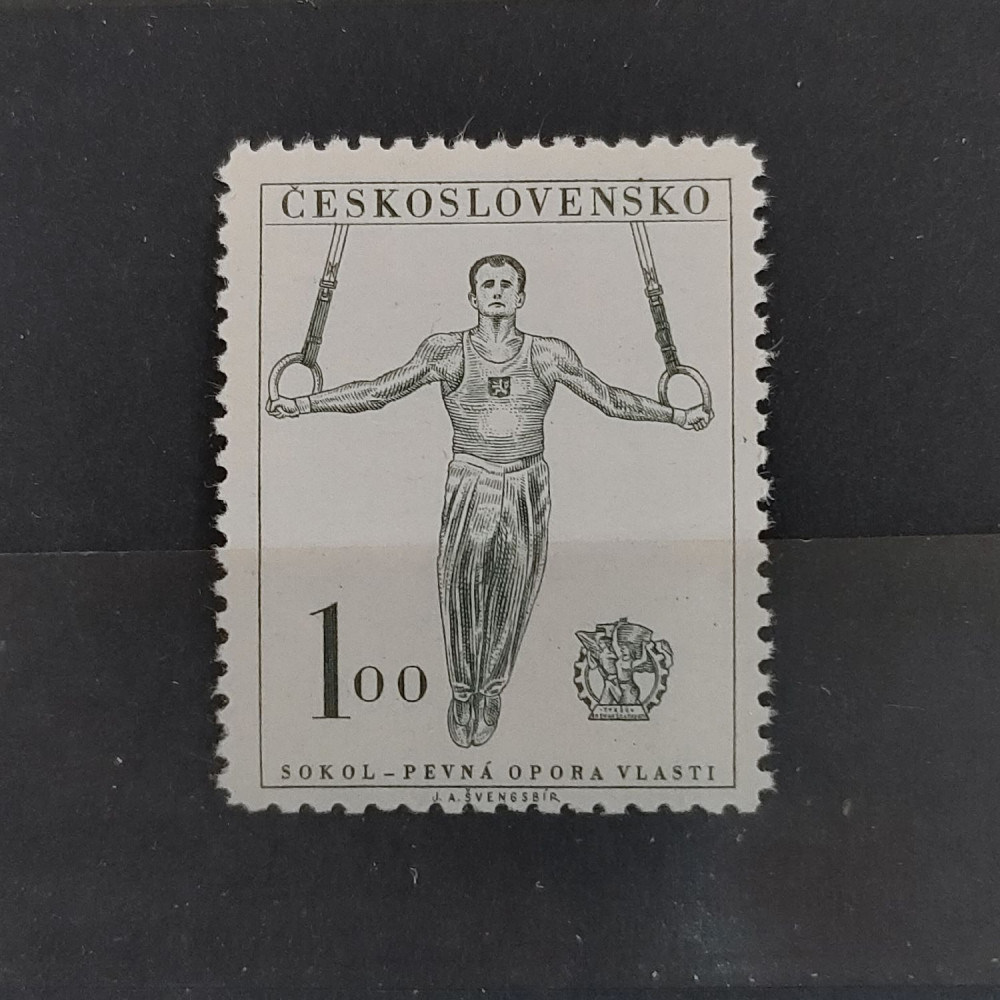 ČESKOSLOVENSKO
1 00
SOKOL – PEVNÁ OPORA VLASTI
J. A. ŠVENGSBÍR